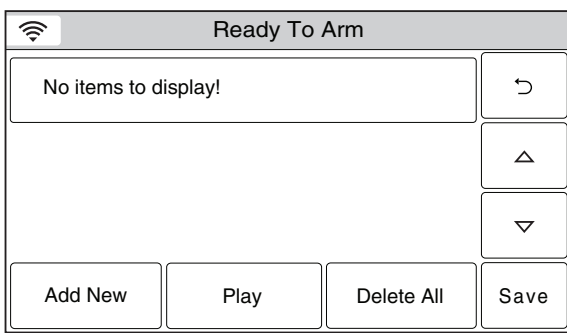 Ready To Arm
No items to display!
Add New
Play
Delete All
Save